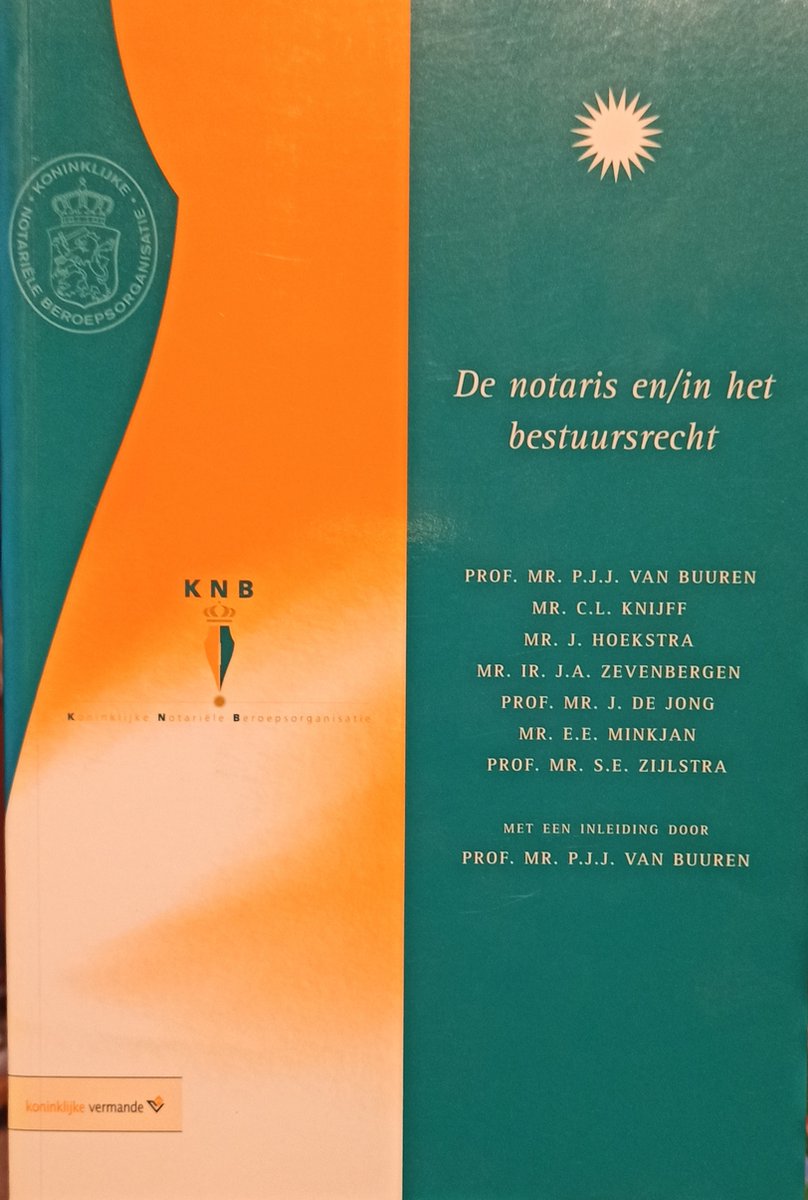 KONINKLIJKE
NOTARIËLE BEROEPSORGANISATIE
De notaris en/in het
bestuursrecht
PROF. MR. P.J.J. VAN BUUREN
MR. C.L. KNIJFF
MR. J. HOEKSTRA
MR. IR. J.A. ZEVENBERGEN
PROF. MR. J. DE JONG
MR. E.E. MINKJAN
PROF. MR. S.E. ZIJLSTRA
MET EEN INLEIDING DOOR
PROF. MR. P.J.J. VAN BUUREN
KNB
Koninklijke Notariële Beroepsorganisatie
koninklijke vermande